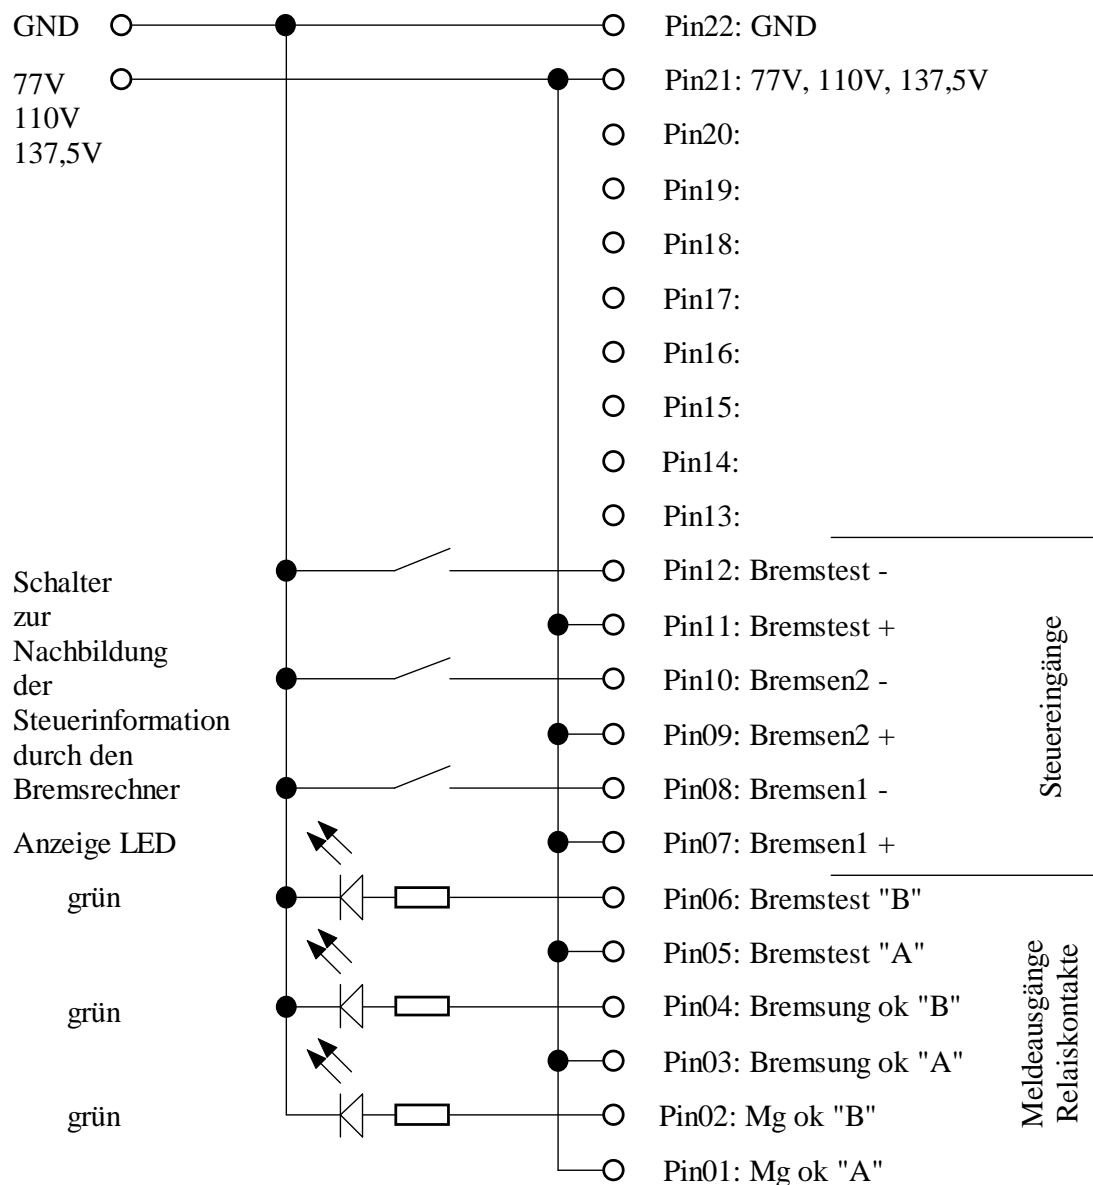 GND
Pin22: GND
77V
110V
137,5V
Pin21: 77V, 110V, 137,5V
Pin20:
Pin19:
Pin18:
Pin17:
Pin16:
Pin15:
Pin14:
Pin13:
Schalter
zur
Nachbildung
der
Steuerinformation
durch den
Bremsrechner
Pin12: Bremstest -
Pin11: Bremstest +
Pin10: Bremsen2 -
Pin09: Bremsen2 +
Pin08: Bremsen1 -
Steuereingänge
Anzeige LED
Pin07: Bremsen1 +
grün
Pin06: Bremstest "B"
Pin05: Bremstest "A"
grün
Pin04: Bremsung ok "B"
Pin03: Bremsung ok "A"
grün
Pin02: Mg ok "B"
Pin01: Mg ok "A"
Meldeausgänge
Relaiskontakte